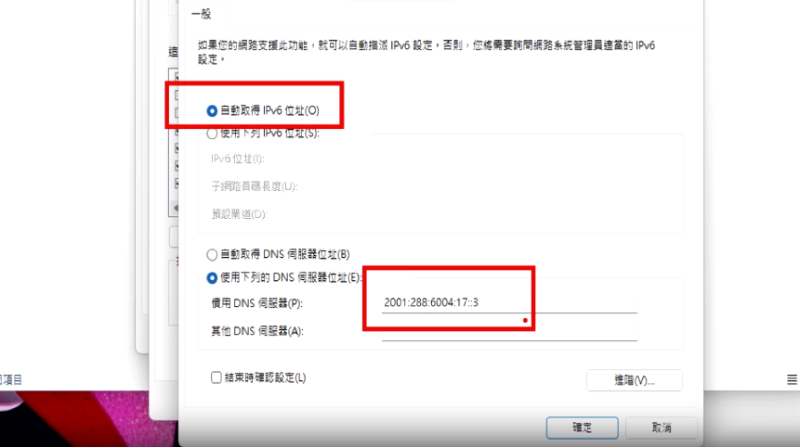 一般
如果您的網路支援此功能，就可以自動指派 IPv6 設定。否則，您將需要詢問網路系統管理員適當的 IPv6
設定。
自動取得 IPv6 位址(O)
使用下列 IPv6 位址(S):
IPv6 位址(I):
子網路首碼長度(U):
預設閘道(D):
自動取得 DNS 伺服器位址(B)
使用下列的 DNS 伺服器位址(E):
慣用 DNS 伺服器(P):
2001:288:6004:17::3
其他 DNS 伺服器(A):
結束時確認設定(L)
進階(V)...
項目
確定
取消